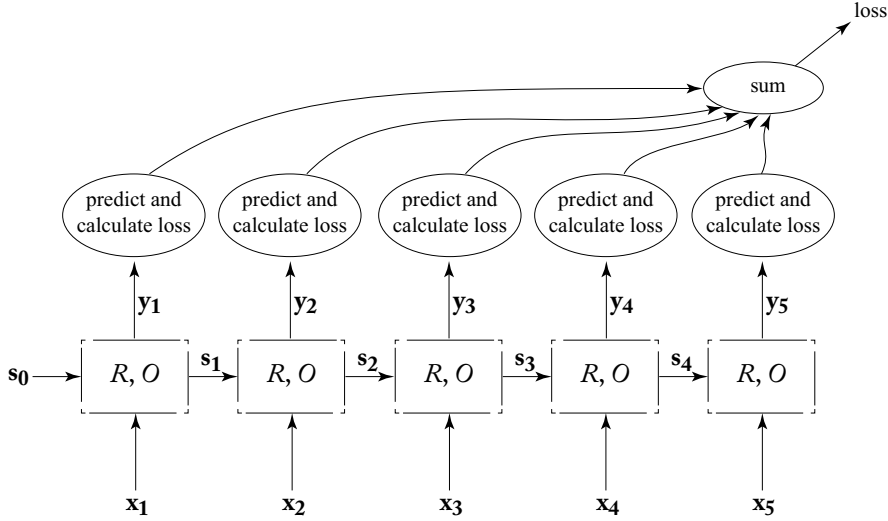 loss
sum
predict and
calculate loss
predict and
calculate loss
predict and
calculate loss
predict and
calculate loss
predict and
calculate loss
y1
y2
y3
y4
y5
s0
R, O
s1
R, O
s2
R, O
s3
R, O
s4
R, O
x1
x2
x3
x4
x5